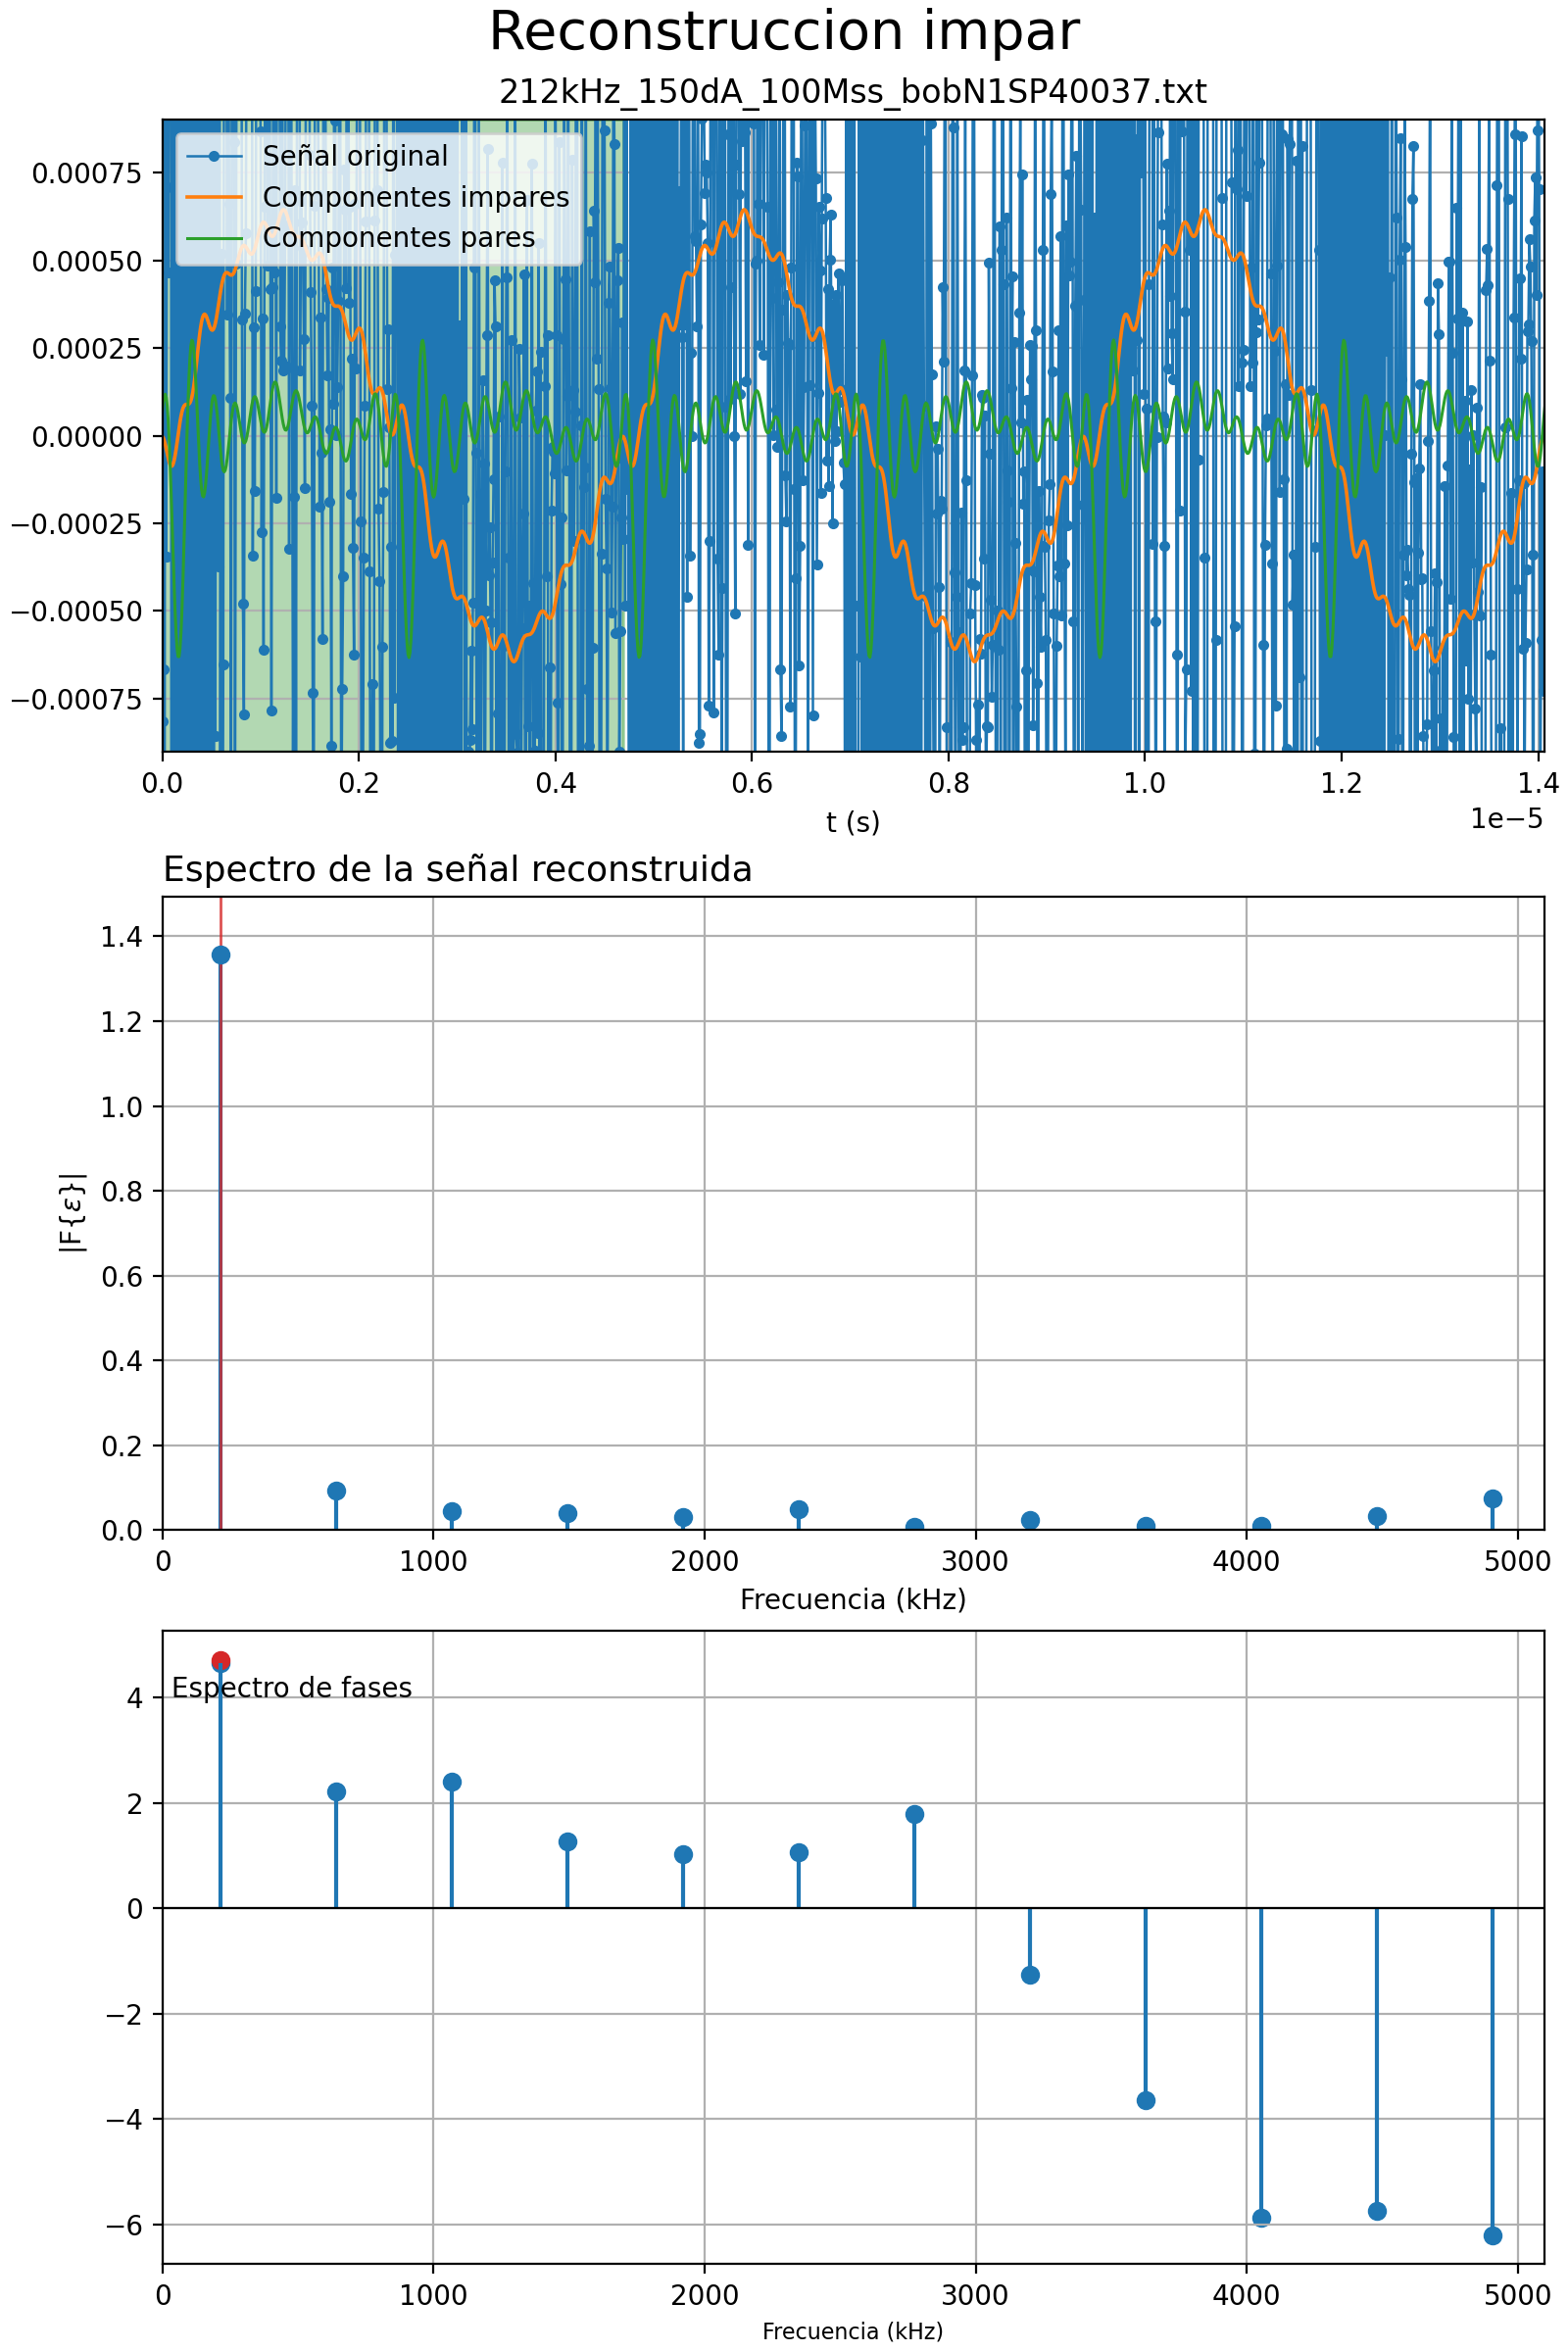 Reconstruccion impar
212kHz_150dA_100Mss_bobN1SP40037.txt
Señal original
Componentes impares
Componentes pares
0.00075
0.00050
0.00025
0.00000
−0.00025
−0.00050
−0.00075
0.0 0.2 0.4 0.6 0.8 1.0 1.2 1.4
t (s)
1e−5
Espectro de la señal reconstruida
|F{ε}|
1.4
1.2
1.0
0.8
0.6
0.4
0.2
0.0
0 1000 2000 3000 4000 5000
Frecuencia (kHz)
Espectro de fases
4
2
0
−2
−4
−6
0 1000 2000 3000 4000 5000
Frecuencia (kHz)